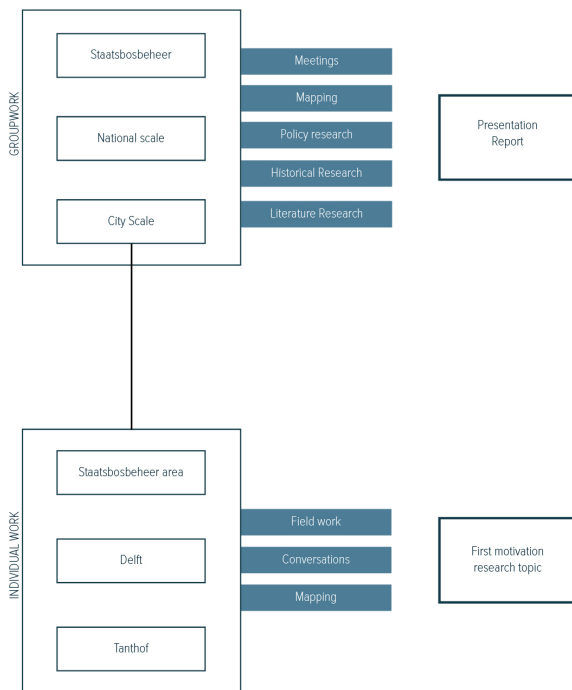 GROUPWORK
Staatsbosbeheer
National scale
City Scale
Meetings
Mapping
Policy research
Historical Research
Literature Research
Presentation
Report
INDIVIDUAL WORK
Staatsbosbeheer area
Delft
Tanthof
Field work
Conversations
Mapping
First motivation
research topic